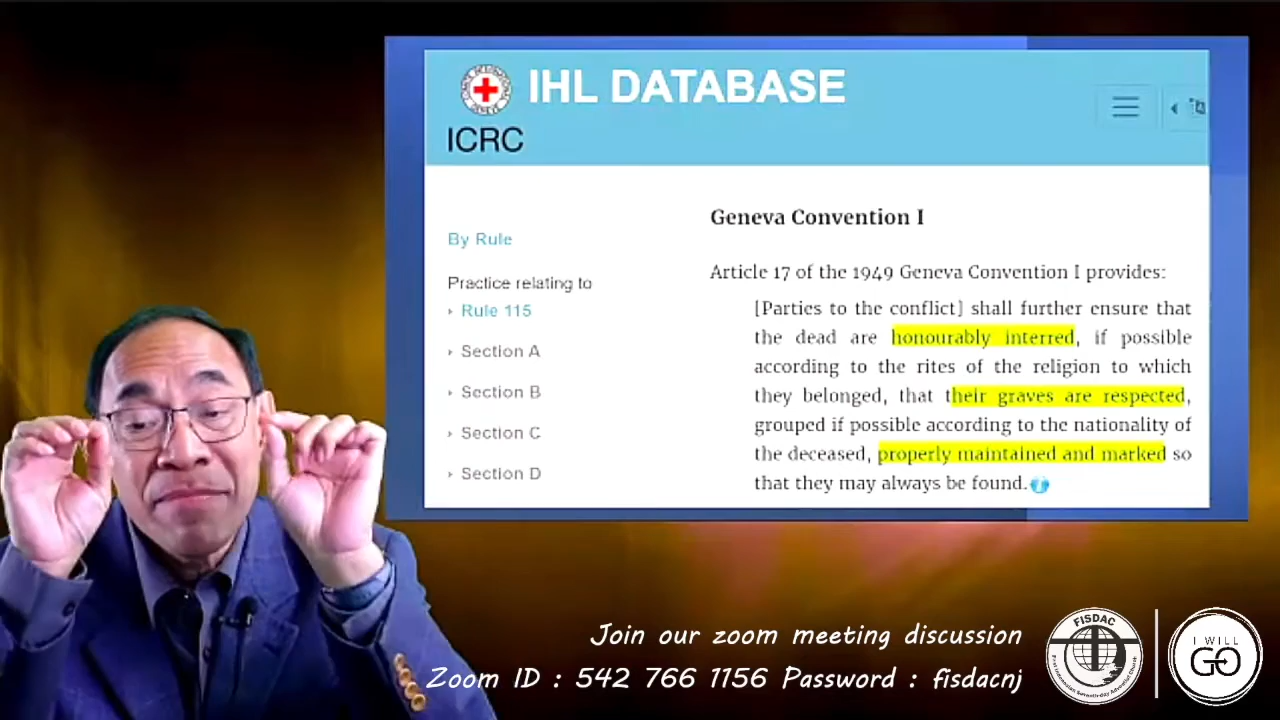 IHL DATABASE
ICRC
By Rule
Practice relating to
Rule 115
Section A
Section B
Section C
Section D
Geneva Convention I
Article 17 of the 1949 Geneva Convention I provides:
[Parties to the conflict] shall further ensure that
the dead are honourably interred, if possible
according to the rites of the religion to which
they belonged, that their graves are respected,
grouped if possible according to the nationality of
the deceased, properly maintained and marked so
that they may always be found.
Join our zoom meeting discussion
Zoom ID : 542 766 1156 Password : fisdacnj
FISDAC
I WILL
GO